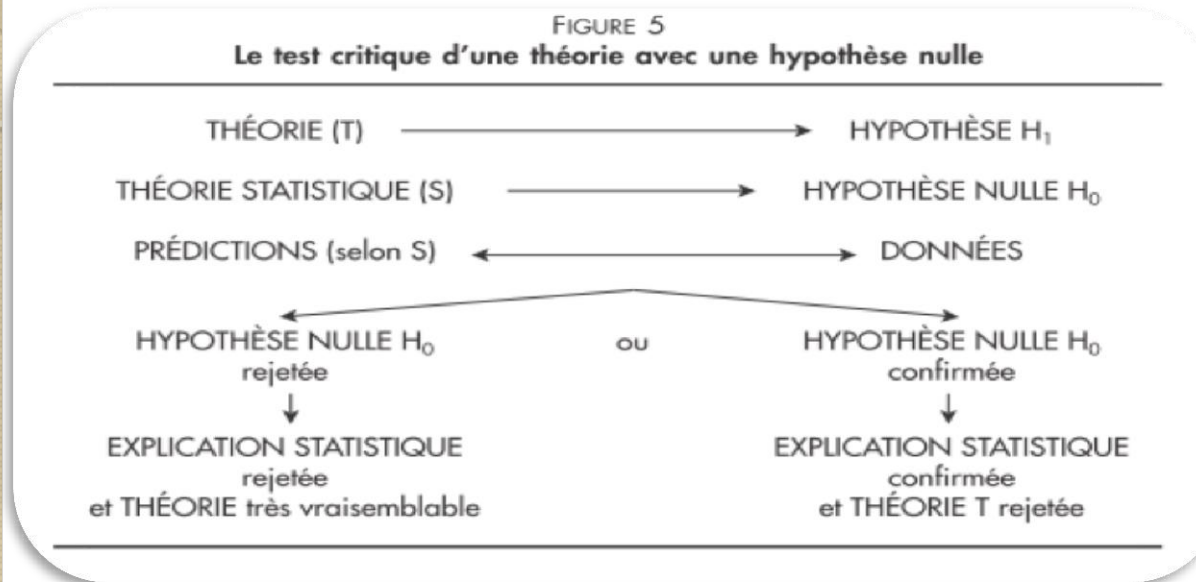 FIGURE 5
Le test critique d'une théorie avec une hypothèse nulle
THÉORIE (T) HYPOTHÈSE H₁
THÉORIE STATISTIQUE (S) HYPOTHÈSE NULLE H₀
PRÉDICTIONS (selon S) DONNÉES
HYPOTHÈSE NULLE H₀ OU HYPOTHÈSE NULLE H₀
rejetée confirmée
EXPLICATION STATISTIQUE EXPLICATION STATISTIQUE
rejetée confirmée
et THÉORIE très vraisemblable et THÉORIE T rejetée